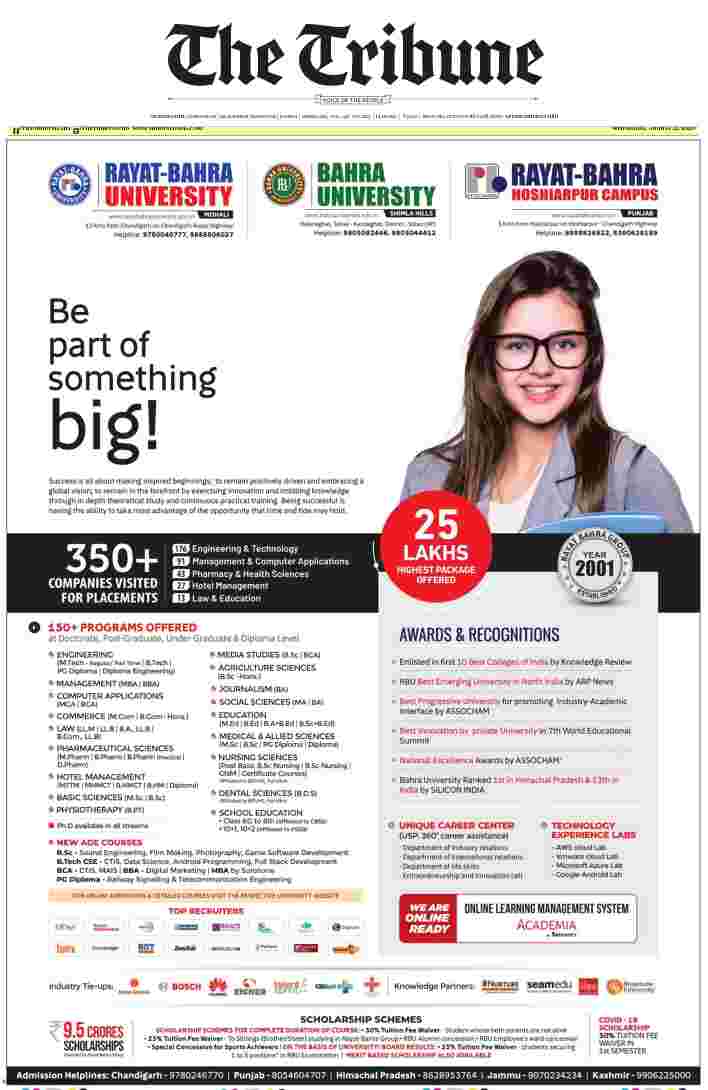 The Tribune
VOICE OF THE PEOPLE
RAYAT-BAHRA
UNIVERSITY
MOHALI
Helpline: 9780040777, 9888806027
BAHRA
UNIVERSITY
SHIMLA HILLS
Helpline: 9805082446, 9805044412
RAYAT-BAHRA
HOSHIARPUR CAMPUS
PUNJAB
Be
part of
something
big!
Success is all about making inspired beginnings; to remain positively driven and embracing a
global vision; to remain in the forefront by exercising innovation and instilling knowledge
through in depth theoretical study and continuous practical training. Being successful is
having the ability to take most advantage of the opportunity that time and tide may hold.
350+
COMPANIES VISITED
FOR PLACEMENTS
176 Engineering & Technology
91 Management & Computer Applications
43 Pharmacy & Health Sciences
27 Hotel Management
13 Law & Education
25
LAKHS
HIGHEST PACKAGE
OFFERED
RAYAT BAHRA GROUP
YEAR
2001
ESTABLISHED
150+ PROGRAMS OFFERED
at Doctorate, Post-Graduate, Under-Graduate & Diploma Level
ENGINEERING
(M.Tech - Regular/ Part Time | B.Tech |
PG Diploma | Diploma Engineering)
MANAGEMENT (MBA | BBA)
COMPUTER APPLICATIONS
(MCA | BCA)
COMMERCE (M.Com | B.Com - Hons.)
LAW (LL.M | LL.B | B.A., LL.B |
B.Com., LL.B)
PHARMACEUTICAL SCIENCES
(M.Pharm | B.Pharm | B.Pharm (Practice) |
D.Pharm)
HOTEL MANAGEMENT
BASIC SCIENCES (M.Sc. | B.Sc.)
PHYSIOTHERAPY (B.P.T)
Ph.D available in all streams
MEDIA STUDIES (B.Sc | BCA)
AGRICULTURE SCIENCES
(B.Sc -Hons.)
JOURNALISM (BA)
SOCIAL SCIENCES (MA | BA)
EDUCATION
(M.Ed | B.Ed | B.A+B.Ed | B.Sc+B.Ed)
MEDICAL & ALLIED SCIENCES
(M.Sc | B.Sc | PG Diploma | Diploma)
NURSING SCIENCES
(Post Basic B.Sc Nursing | B.Sc Nursing |
GNM | Certificate Courses)
DENTAL SCIENCES (B.D.S)
SCHOOL EDUCATION
NEW AGE COURSES
B.Sc - Sound Engineering, Film Making, Photography, Game Software Development
B.Tech CSE - CTIS, Data Science, Android Programming, Full Stack Development
BCA - CTIS, MAIS | BBA - Digital Marketing | MBA by Sunstone
PG Diploma - Railway Signalling & Telecommunication Engineering
FOR ONLINE ADMISSIONS & DETAILED COURSES VISIT THE RESPECTIVE UNIVERSITY WEBSITE
TOP RECRUITERS
AWARDS & RECOGNITIONS
Enlisted in first 10 Best Colleges of India by Knowledge Review
RBU Best Emerging University in North India by ABP News
Best Progressive University for promoting Industry-Academic
Interface by ASSOCHAM
Best Innovation by private University in 7th World Educational
Summit
National Excellence Awards by ASSOCHAM
Bahra University Ranked 1st in Himachal Pradesh & 13th in
India by SILICON INDIA
UNIQUE CAREER CENTER
(USP: 360° career assistance)
- Department of industry relations
- Department of international relations
- Department of life skills
- Entrepreneurship and innovation cell
TECHNOLOGY
EXPERIENCE LABS
- AWS cloud Lab
- Vmware cloud Lab
- Microsoft Azure Lab
- Google-Android Lab
WE ARE
ONLINE
READY
ONLINE LEARNING MANAGEMENT SYSTEM
ACADEMIA
Industry Tie-ups:
BOSCH
EICHER
Knowledge Partners:
seamedu
₹9.5 CRORES
SCHOLARSHIPS
SCHOLARSHIP SCHEMES
SCHOLARSHIP SCHEMES FOR COMPLETE DURATION OF COURSE: • 50% Tuition Fee Waiver - Student whose both parents are not alive
• 25% Tuition Fee Waiver - To Siblings (Brother/Sister) studying in Rayat Bahra Group • RBU Alumni concession • RBU Employee's ward concession
• Special Concession for Sports Achievers | ON THE BASIS OF UNIVERSITY/BOARD RESULTS • 25% Tuition Fee Waiver - Students securing
1 to 3 positions in RBU Examination | *MERIT BASED SCHOLARSHIP ALSO AVAILABLE
COVID - 19
SCHOLARSHIP
50% TUITION FEE
WAIVER IN
1st SEMESTER
Admission Helplines: Chandigarh - 9780246770 | Punjab - 8054604707 | Himachal Pradesh - 8628953764 | Jammu - 9070234234 | Kashmir - 9906225000